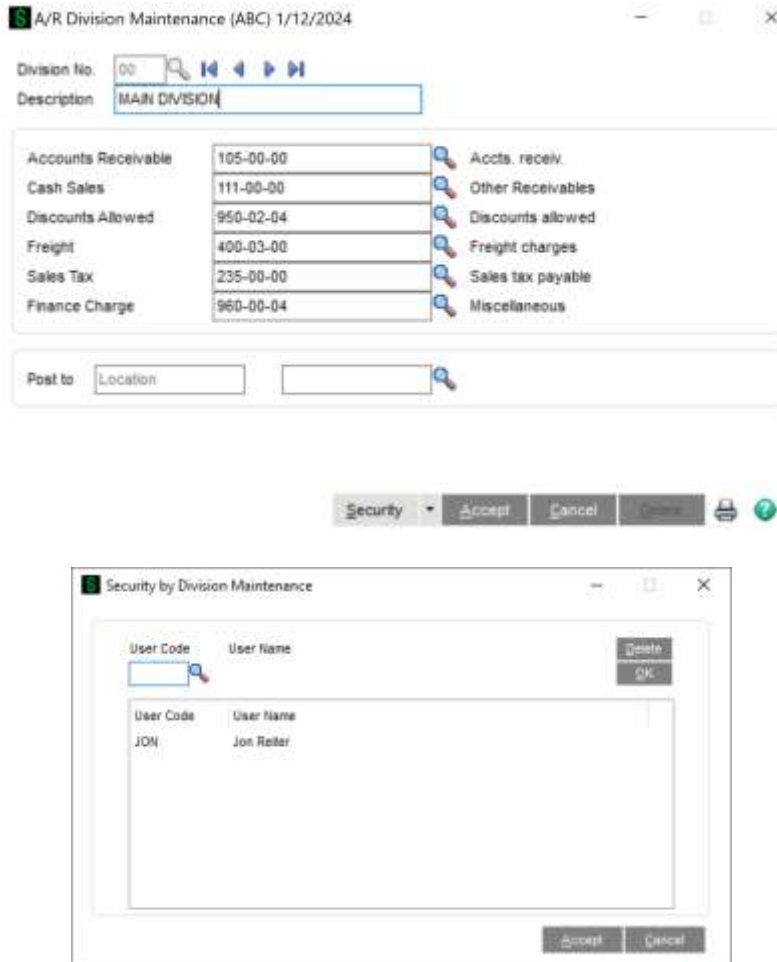 A/R Division Maintenance (ABC) 1/12/2024
Division No. 00
Description MAIN DIVISION
Accounts Receivable 105-00-00 Accts. receiv.
Cash Sales 111-00-00 Other Receivables
Discounts Allowed 950-02-04 Discounts allowed
Freight 400-03-00 Freight charges
Sales Tax 235-00-00 Sales tax payable
Finance Charge 960-00-04 Miscellaneous
Post to Location
Security Accept Cancel Delete
Security by Division Maintenance
User Code User Name Delete
OK
User Code User Name
JON Jon Reiter
Accept Cancel